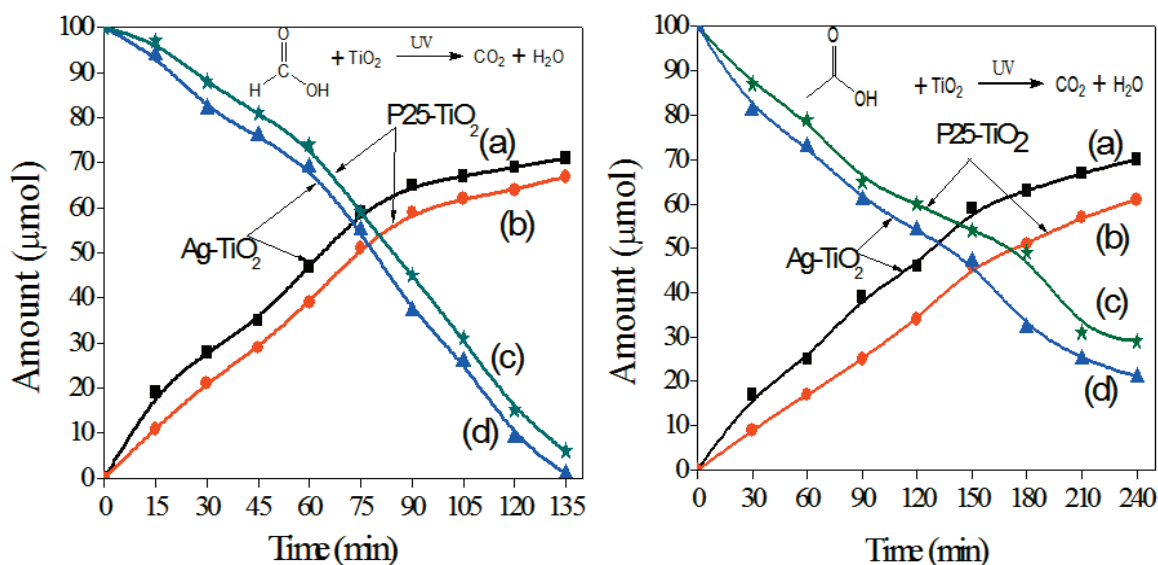 Amount (μmol)
100
90
80
70
60
50
40
30
20
10
0
O
H C OH
+ TiO₂ UV CO₂ + H₂O
P25-TiO₂
Ag-TiO₂
(a)
(b)
(c)
(d)
0 15 30 45 60 75 90 105 120 135
Time (min)
Amount (μmol)
100
90
80
70
60
50
40
30
20
10
0
O
OH
+ TiO₂ UV CO₂ + H₂O
P25-TiO₂
Ag-TiO₂
(a)
(b)
(c)
(d)
0 30 60 90 120 150 180 210 240
Time (min)